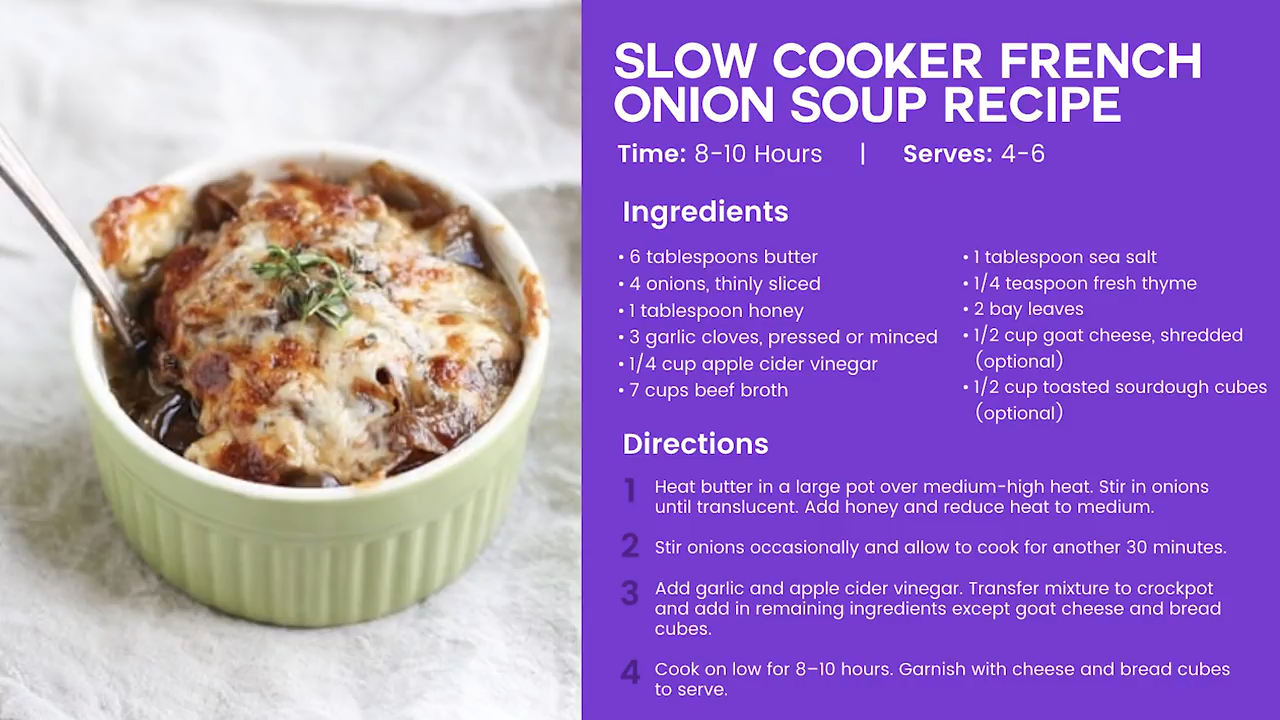 SLOW COOKER FRENCH
ONION SOUP RECIPE
Time: 8-10 Hours | Serves: 4-6
Ingredients
• 6 tablespoons butter
• 4 onions, thinly sliced
• 1 tablespoon honey
• 3 garlic cloves, pressed or minced
• 1/4 cup apple cider vinegar
• 7 cups beef broth
• 1 tablespoon sea salt
• 1/4 teaspoon fresh thyme
• 2 bay leaves
• 1/2 cup goat cheese, shredded
(optional)
• 1/2 cup toasted sourdough cubes
(optional)
Directions
1 Heat butter in a large pot over medium-high heat. Stir in onions
until translucent. Add honey and reduce heat to medium.
2 Stir onions occasionally and allow to cook for another 30 minutes.
3 Add garlic and apple cider vinegar. Transfer mixture to crockpot
and add in remaining ingredients except goat cheese and bread
cubes.
4 Cook on low for 8–10 hours. Garnish with cheese and bread cubes
to serve.